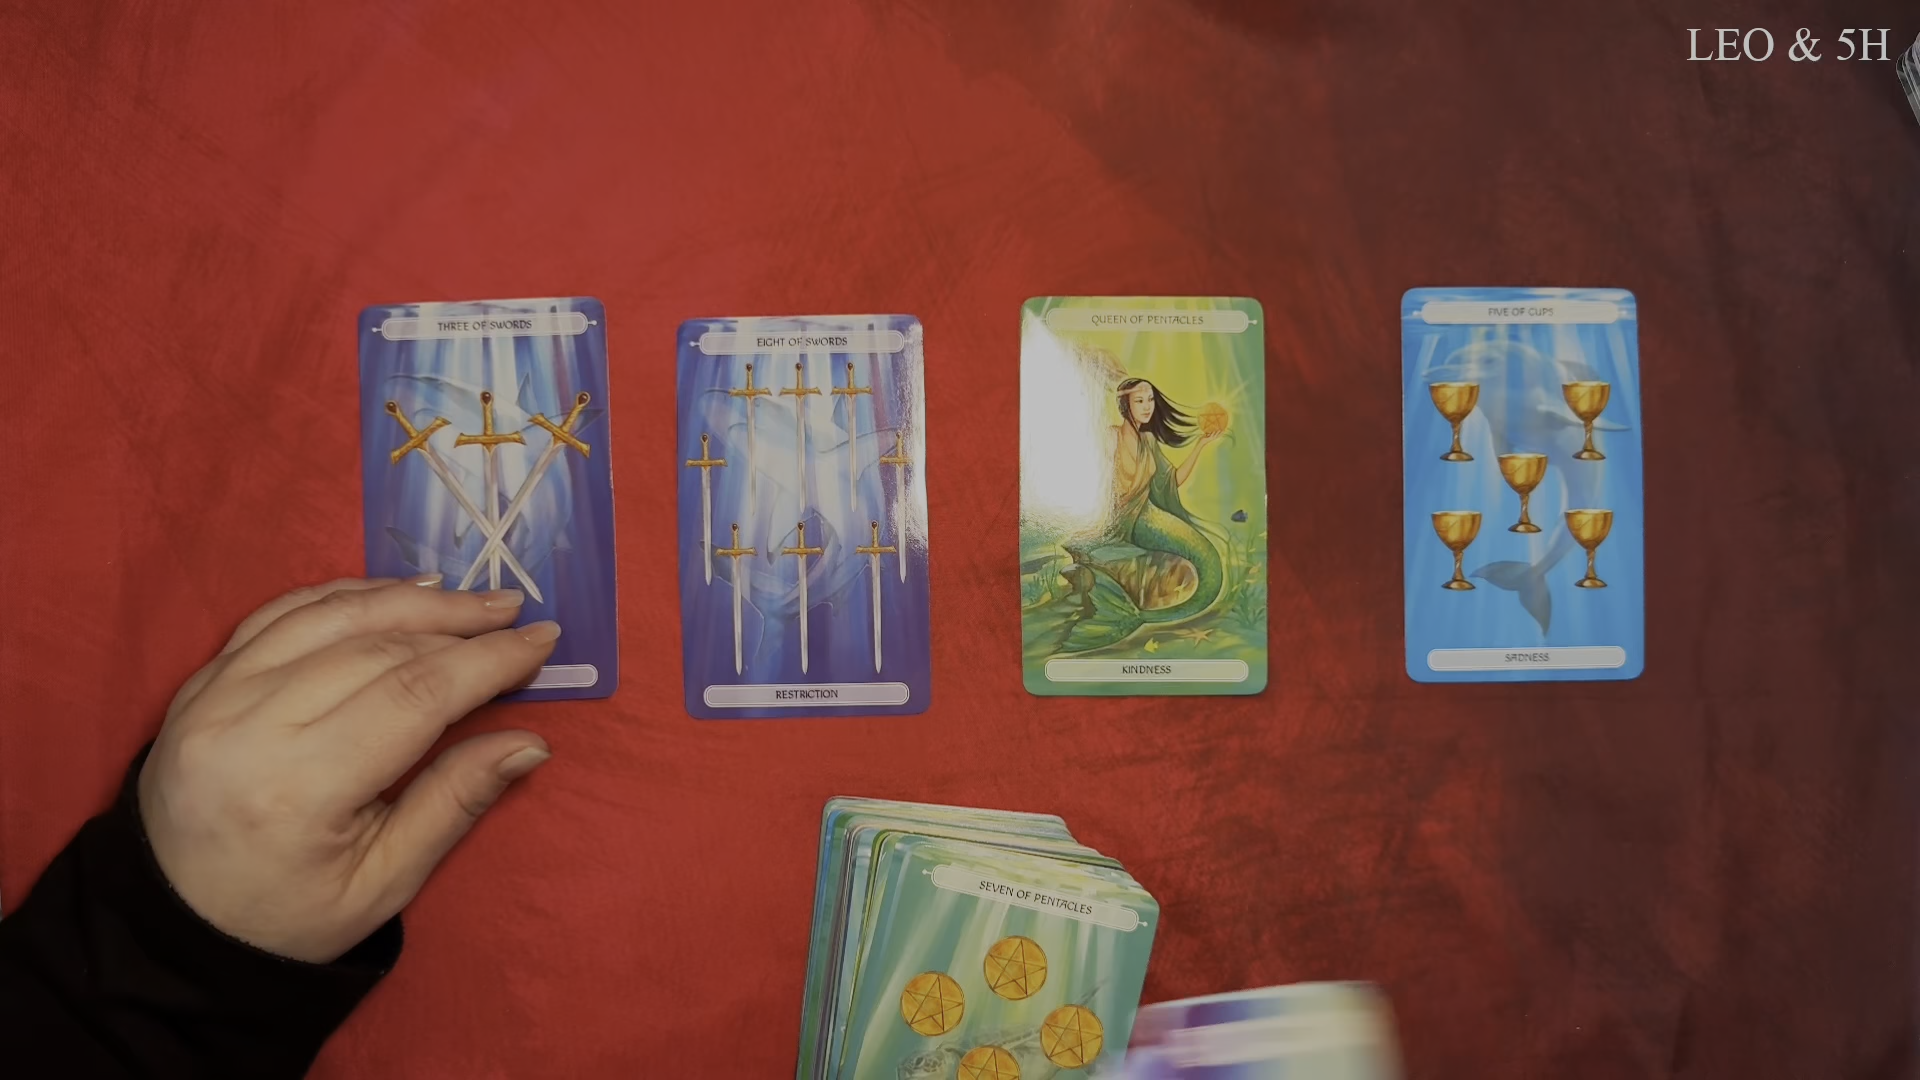 LEO & 5H
THREE OF SWORDS
EIGHT OF SWORDS
RESTRICTION
QUEEN OF PENTACLES
KINDNESS
FIVE OF CUPS
SADNESS
SEVEN OF PENTACLES